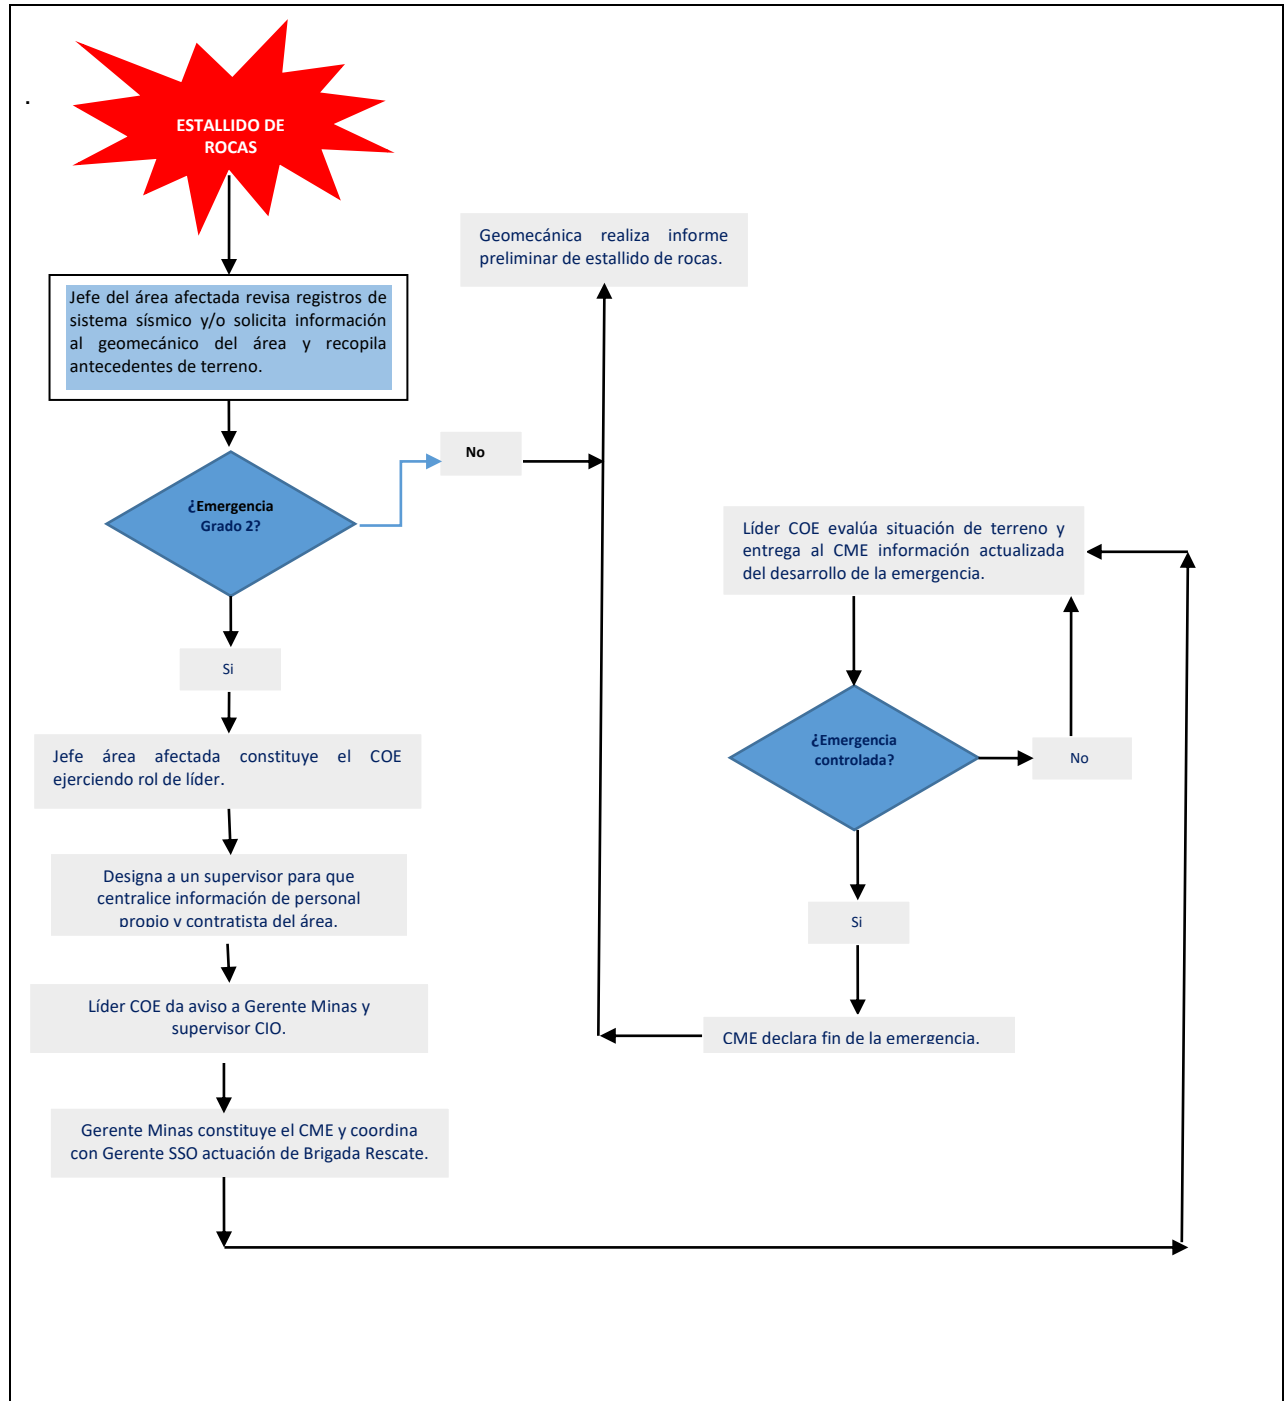 .
ESTALLIDO DE
ROCAS
Jefe del área afectada revisa registros de
sistema sísmico y/o solicita información
al geomecánico del área y recopila
antecedentes de terreno.
¿Emergencia
Grado 2?
No
Geomecánica realiza informe
preliminar de estallido de rocas.
Si
Jefe área afectada constituye el COE
ejerciendo rol de líder.
Designa a un supervisor para que
centralice información de personal
propio y contratista del área.
Líder COE da aviso a Gerente Minas y
supervisor CIO.
Gerente Minas constituye el CME y coordina
con Gerente SSO actuación de Brigada Rescate.
Líder COE evalúa situación de terreno y
entrega al CME información actualizada
del desarrollo de la emergencia.
¿Emergencia
controlada?
No
Si
CME declara fin de la emergencia.